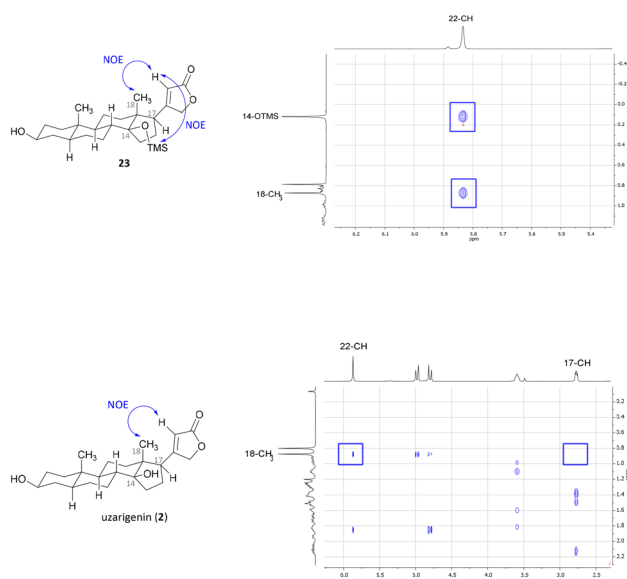 22-CH
NOE
H
O
CH3
18
O
CH3
H
17
H
NOE
O
14
HO
H
H
TMS
23
14-OTMS
18-CH3
-0.4
-0.2
-0.0
0.2
0.4
0.6
0.8
1.0
6.2 6.1 6.0 5.9 5.8 5.7 5.6 5.5 5.4
ppm
22-CH
17-CH
NOE
H
O
CH3
18
O
CH3
H
17
H
14
OH
HO
H
H
uzarigenin (2)
18-CH3
0.2
0.4
0.6
0.8
1.0
1.2
1.4
1.6
1.8
2.0
2.2
6.0 5.5 5.0 4.5 4.0 3.5 3.0 2.5